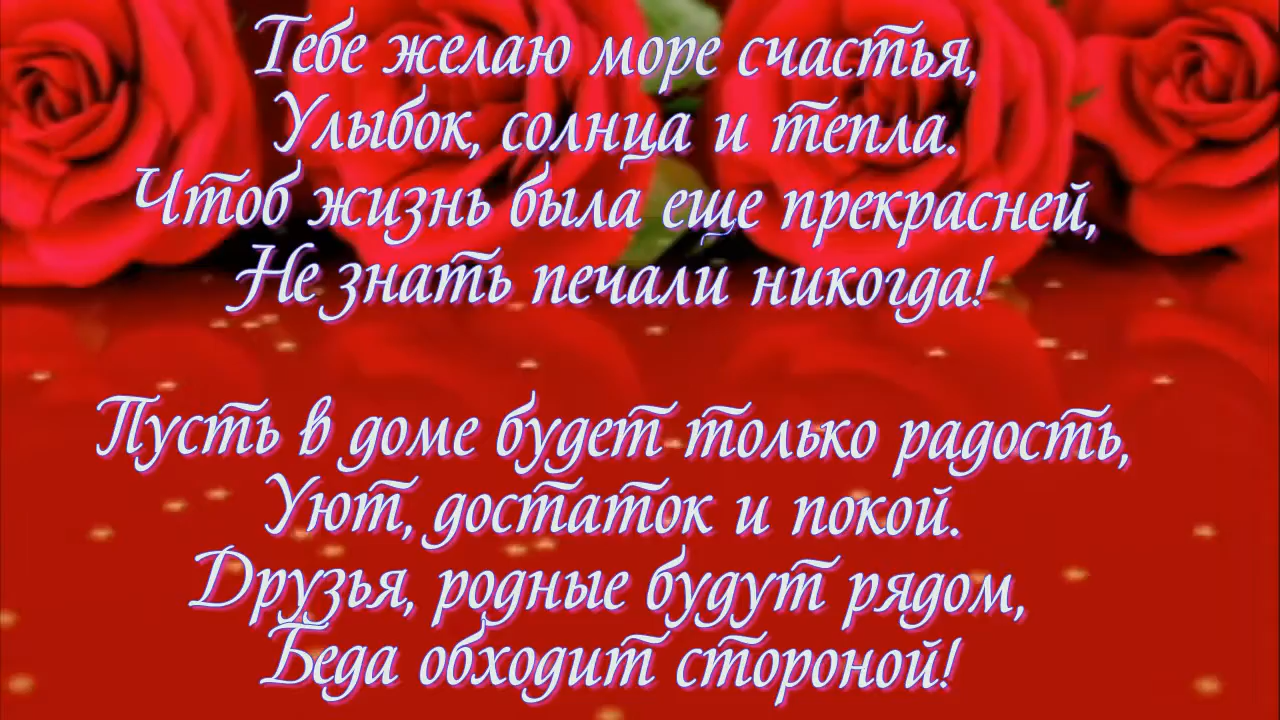 Тебе желаю море счастья,
Улыбок, солнца и тепла.
Чтоб жизнь была еще прекрасней,
Не знать печали никогда!
Пусть в доме будет только радость,
Уют, достаток и покой.
Друзья, родные будут рядом,
Беда обходит стороной!